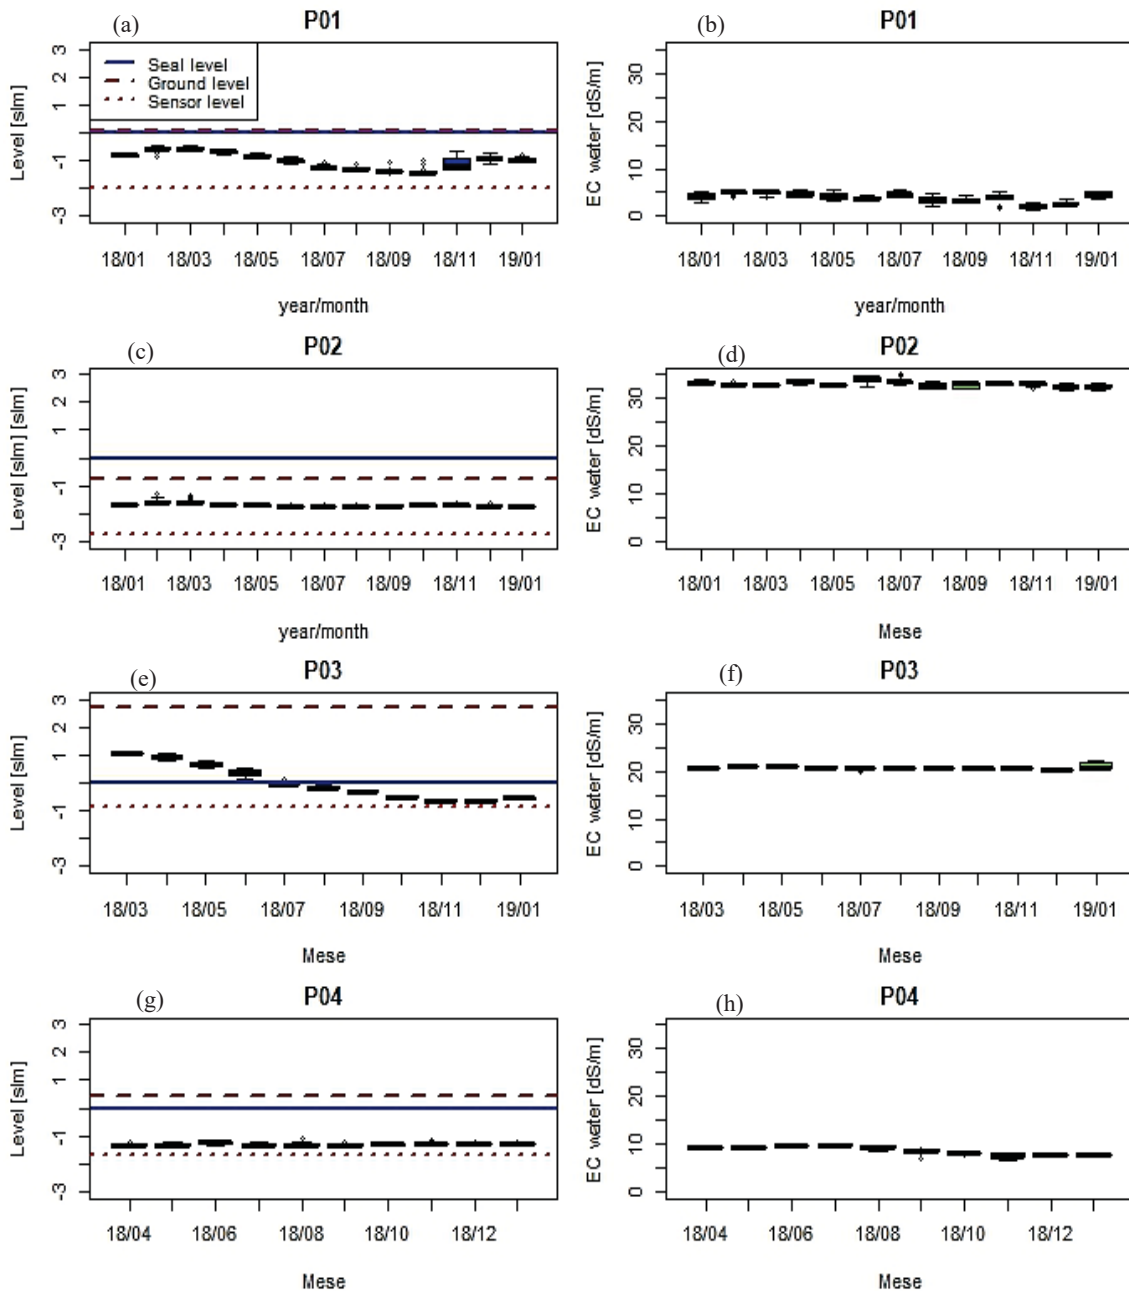 (a) P01
3
2
1
-1
-3
Level [slm]
Seal level
Ground level
Sensor level
18/01 18/03 18/05 18/07 18/09 18/11 19/01
year/month
(b) P01
30
20
10
0
EC water [dS/m]
18/01 18/03 18/05 18/07 18/09 18/11 19/01
year/month
(c) P02
3
2
1
-1
-3
Level [slm] [slm]
18/01 18/03 18/05 18/07 18/09 18/11 19/01
year/month
(d) P02
30
20
10
0
EC water [dS/m]
18/01 18/03 18/05 18/07 18/09 18/11 19/01
Mese
(e) P03
3
2
1
-1
-3
Level [slm]
18/03 18/05 18/07 18/09 18/11 19/01
Mese
(f) P03
30
20
10
0
EC water [dS/m]
18/03 18/05 18/07 18/09 18/11 19/01
Mese
(g) P04
3
2
1
-1
-3
Level [slm]
18/04 18/06 18/08 18/10 18/12
Mese
(h) P04
30
20
10
0
EC water [dS/m]
18/04 18/06 18/08 18/10 18/12
Mese